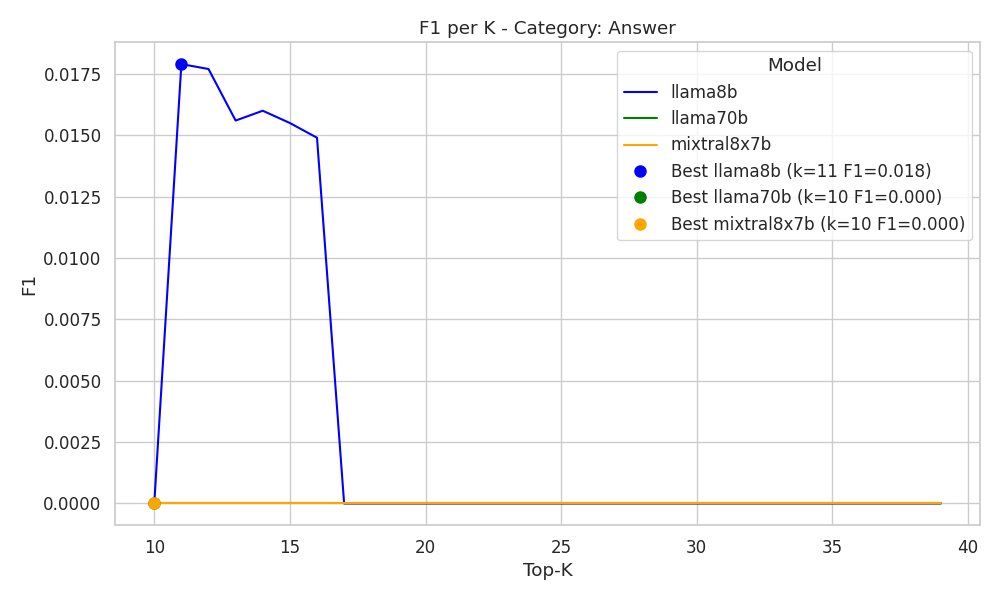 F1 per K - Category: Answer
Model
llama8b
llama70b
mixtral8x7b
Best llama8b (k=11 F1=0.018)
Best llama70b (k=10 F1=0.000)
Best mixtral8x7b (k=10 F1=0.000)
F1
0.0175
0.0150
0.0125
0.0100
0.0075
0.0050
0.0025
0.0000
10 15 20 25 30 35 40
Top-K